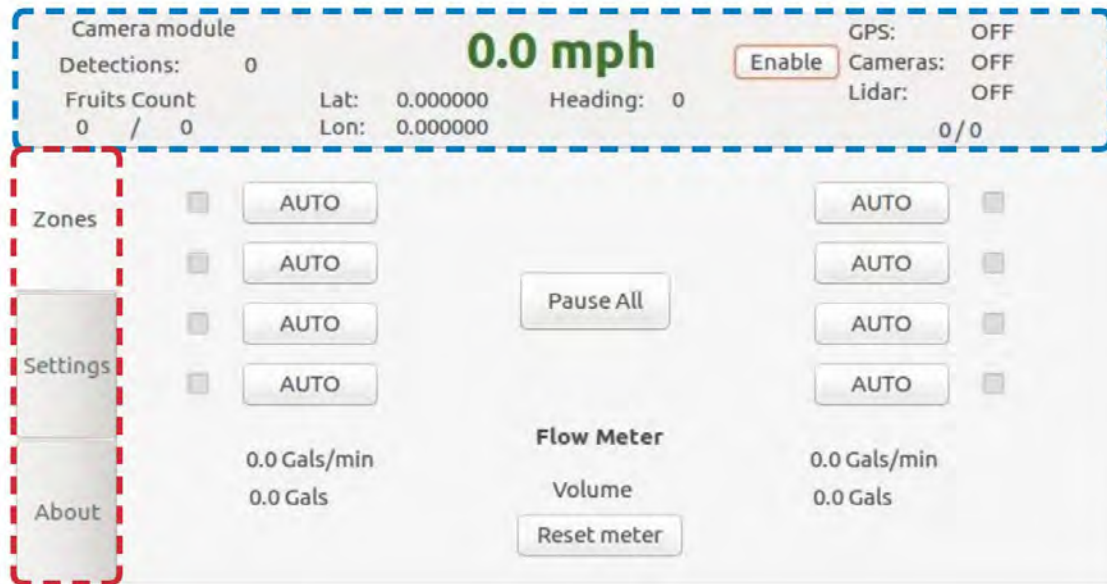 Camera module
0.0 mph
GPS: OFF
Detections: 0
Enable
Cameras: OFF
Fruits Count
Lat: 0.000000
Heading: 0
Lidar: OFF
0 / 0
Lon: 0.000000
0 / 0
Zones
AUTO
AUTO
AUTO
AUTO
Pause All
Settings
AUTO
AUTO
AUTO
AUTO
Flow Meter
0.0 Gals/min
0.0 Gals/min
0.0 Gals
Volume
0.0 Gals
About
Reset meter